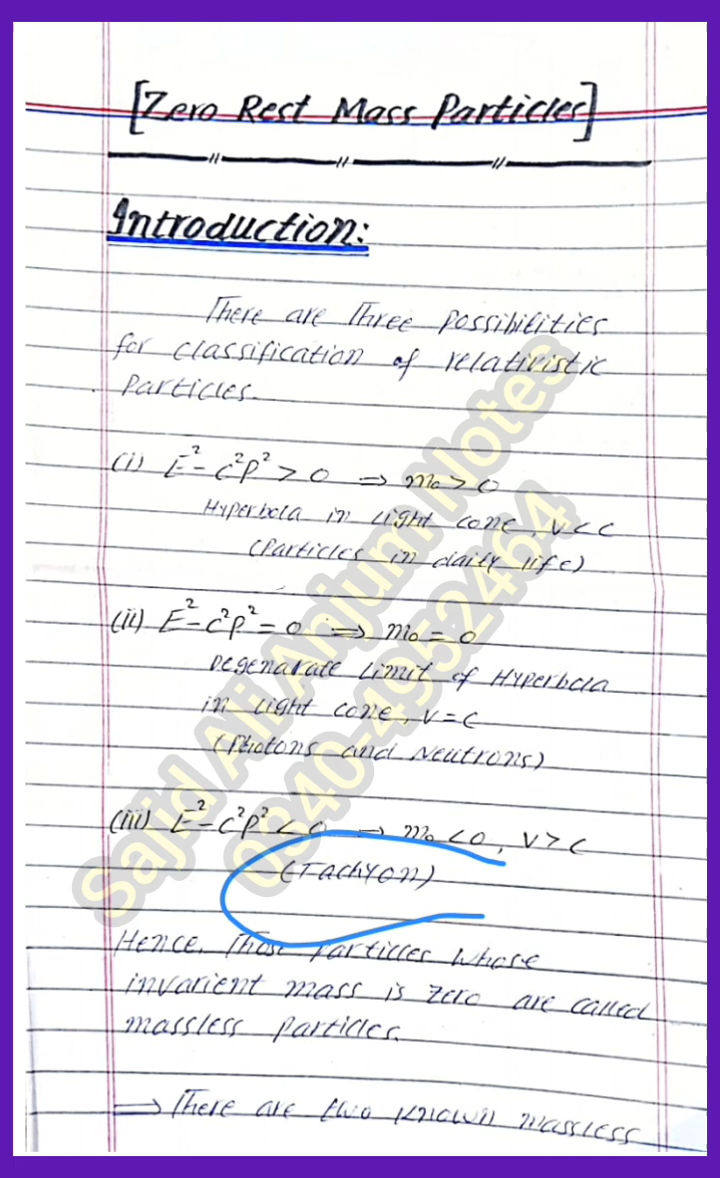 [Zero Rest Mass Particles]
Introduction:
There are Three possibilities
for classification of relativistic
Particles.
(i) E²- c²p² > 0 ⇒ m₀ > 0
Hyperbola in Light cone, v < c
(Particles in daily life)
(ii) E²- c²p² = 0 ⇒ m₀ = 0
Degenarate Limit of Hyperbola
in Light cone, v = c
(Photons and Neutrons)
(iii) E²- c²p² < 0 → m₀ < 0, v > c
(Tachyon)
Hence, Those Particles whose
invarient mass is zero are called
massless Particles.
⇒ There are two known massless
Sajid Ali Anjum Notes
0340-4952464